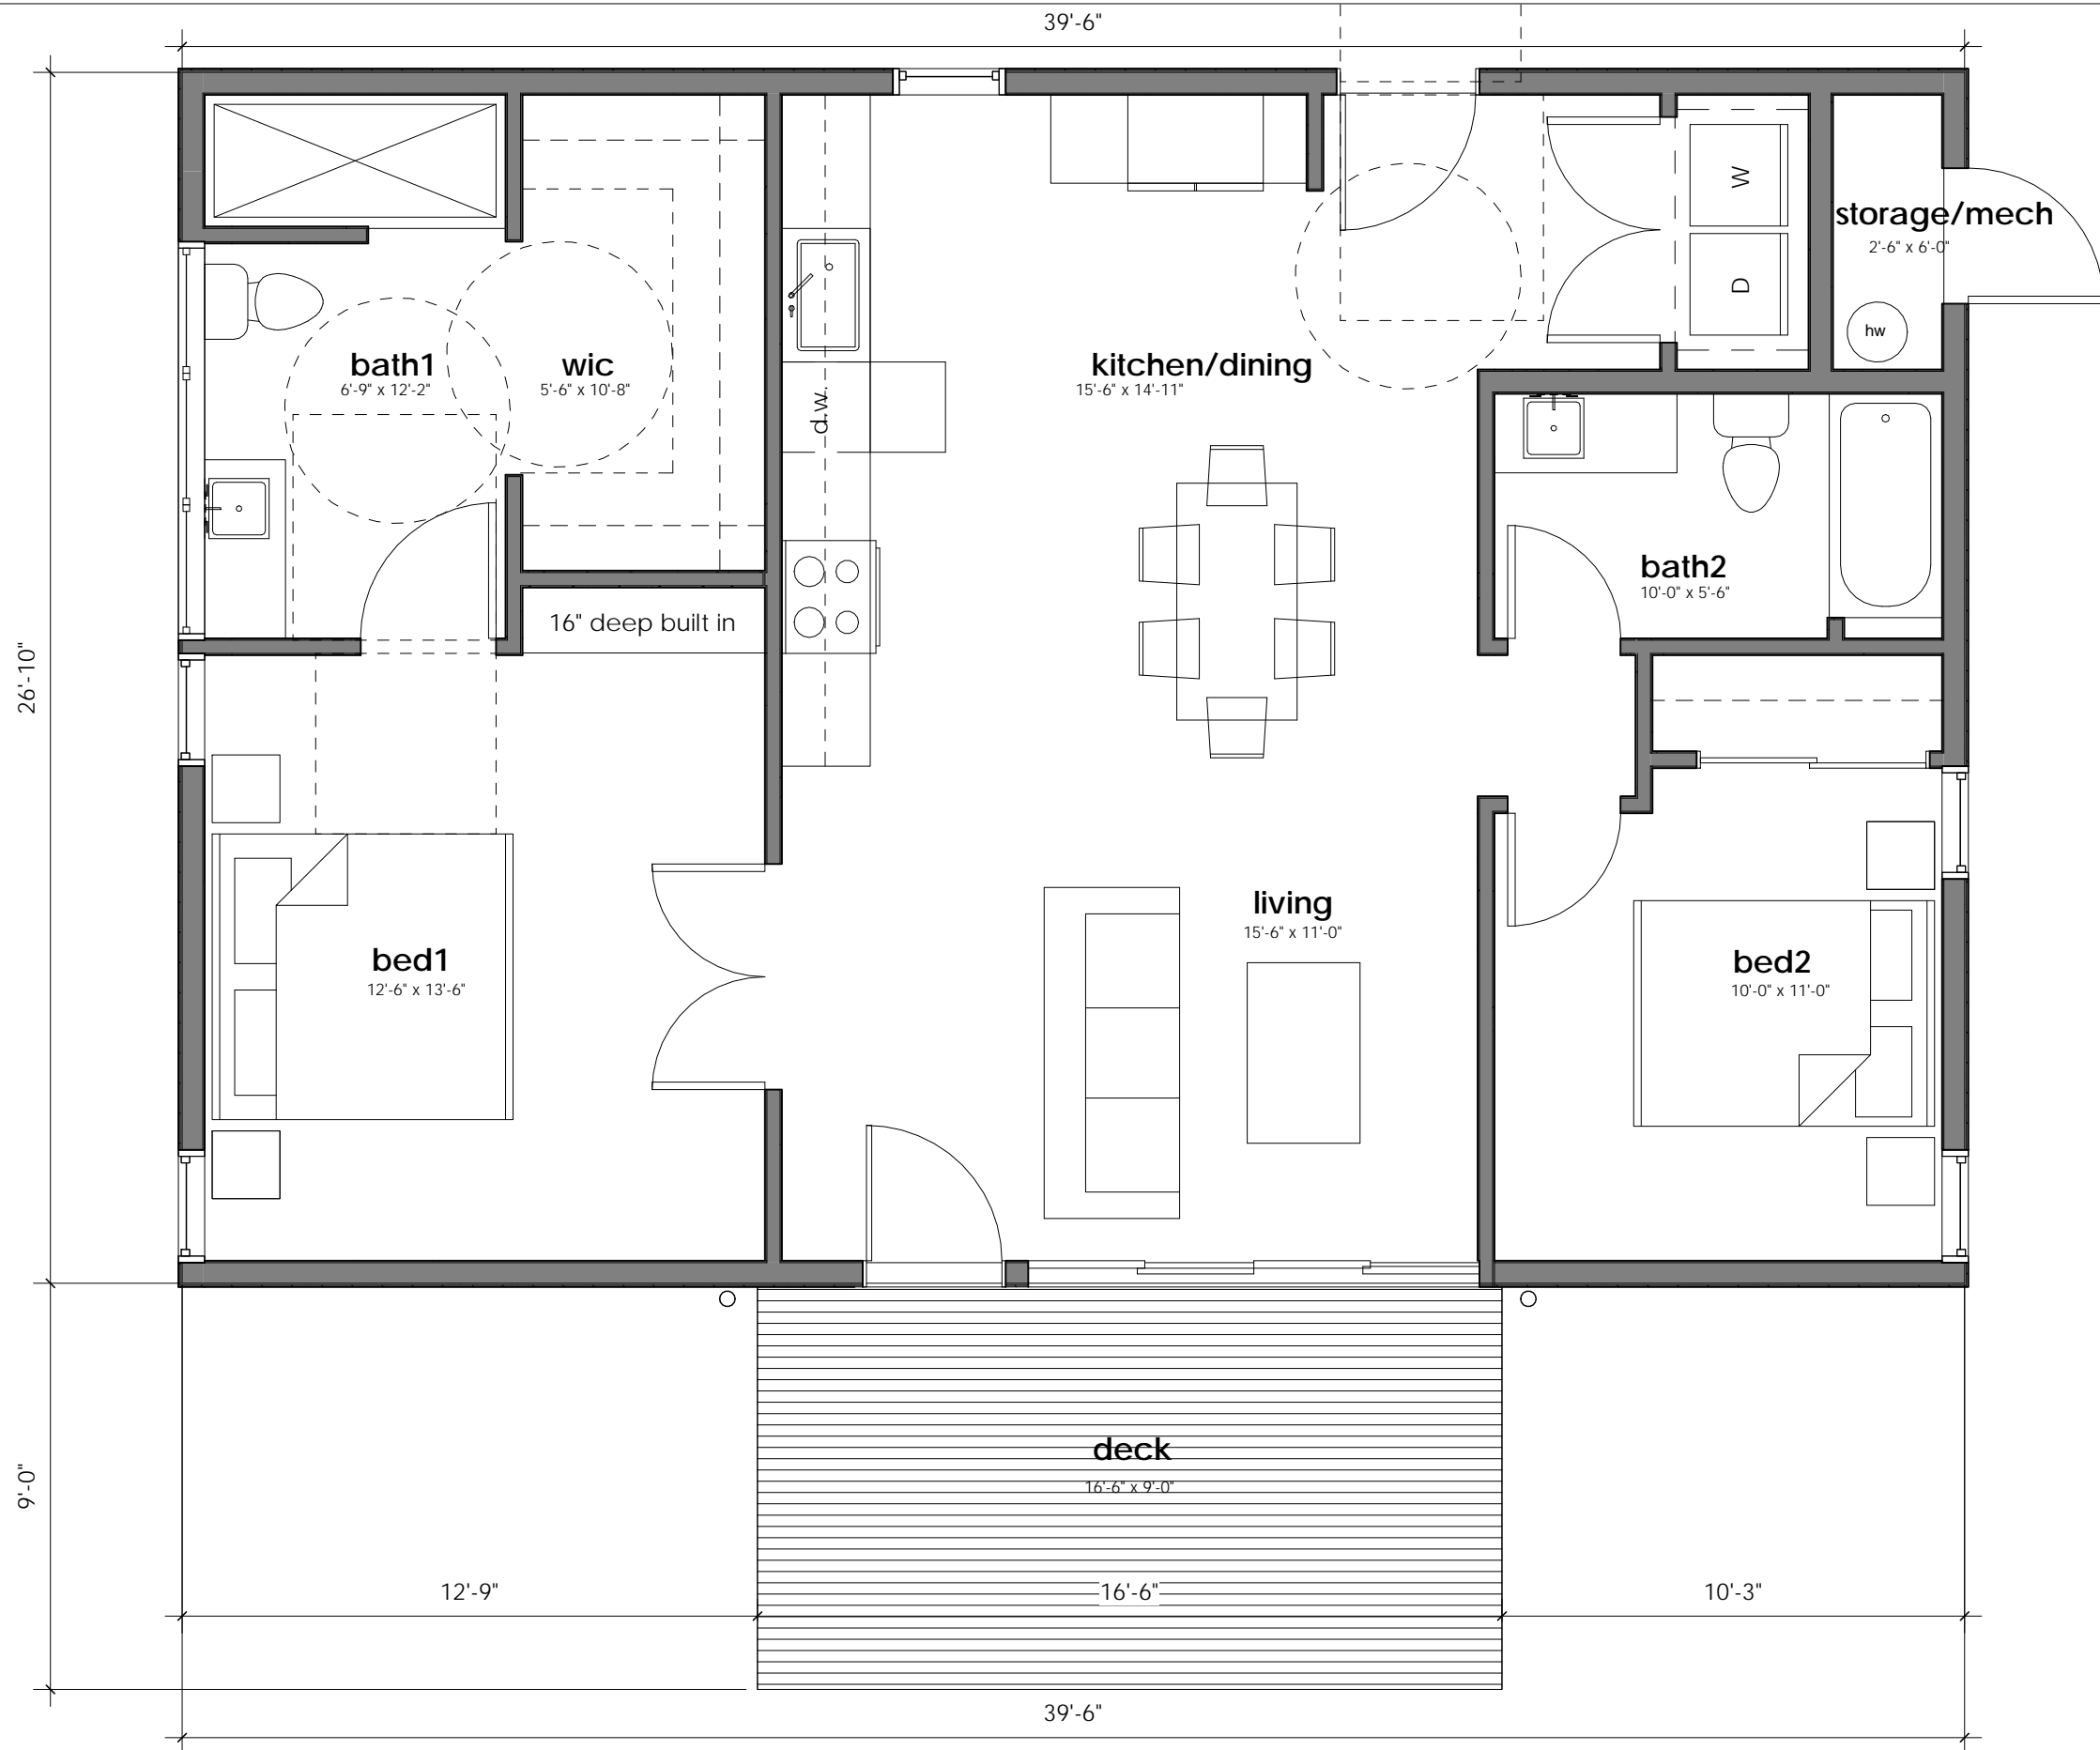 39'-6"
W
storage/mech
2'-6" x 6'-0"
D
hw
bath1
6'-9" x 12'-2"
wic
5'-6" x 10'-8"
kitchen/dining
15'-6" x 14'-11"
d.w.
bath2
10'-0" x 5'-6"
16" deep built in
26'-10"
living
15'-6" x 11'-0"
bed1
12'-6" x 13'-6"
bed2
10'-0" x 11'-0"
deck
16'-6" x 9'-0"
9'-0"
12'-9"
16'-6"
10'-3"
39'-6"